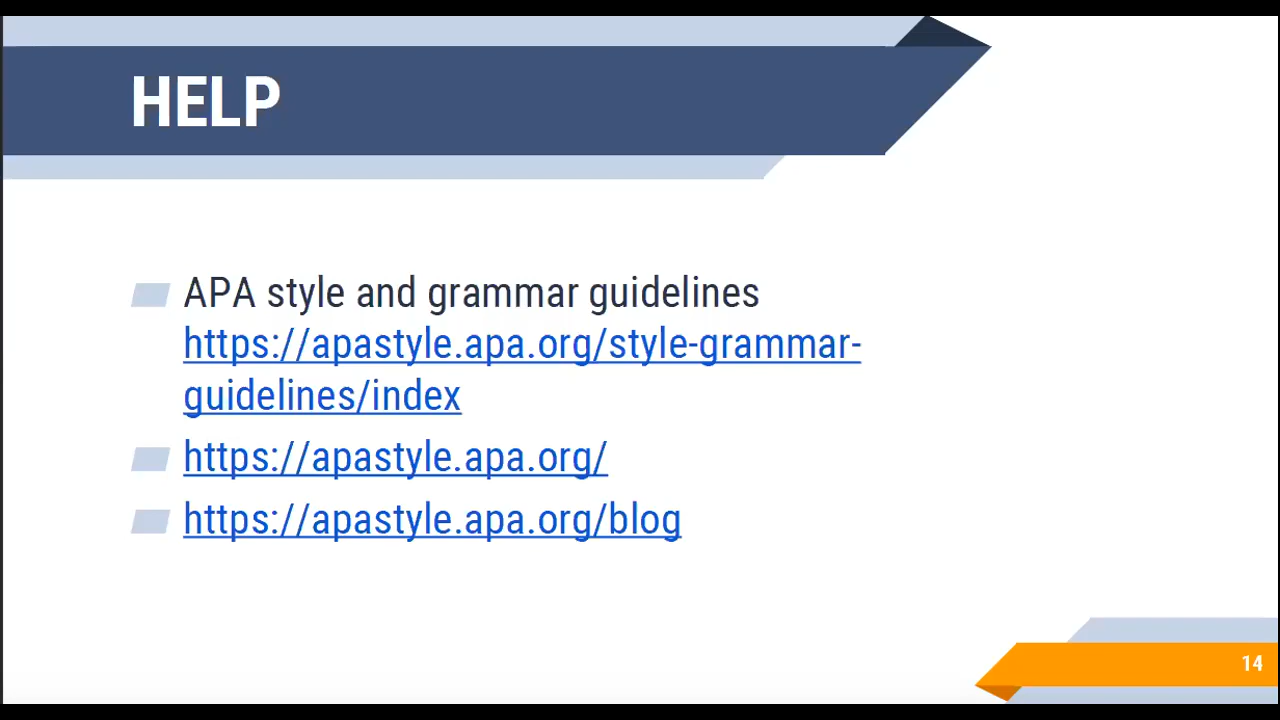 HELP
APA style and grammar guidelines
https://apastyle.apa.org/style-grammar-
guidelines/index
https://apastyle.apa.org/
https://apastyle.apa.org/blog
14